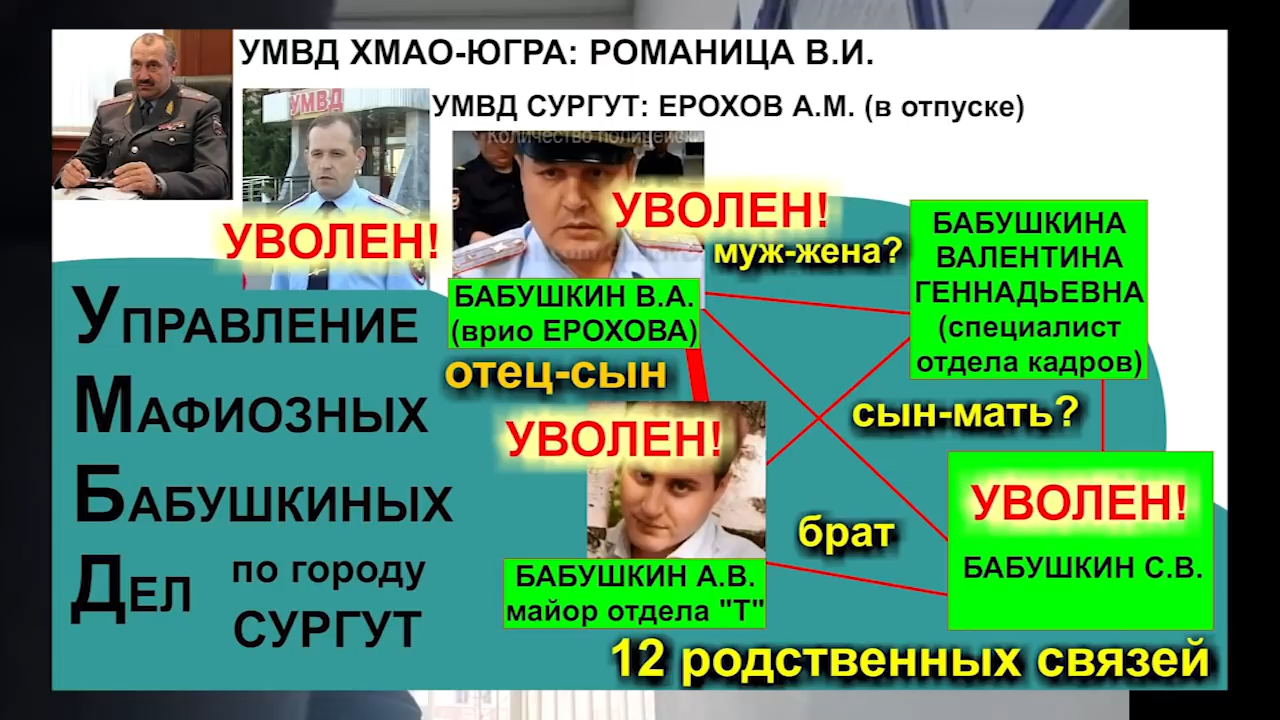 УМВД ХМАО-ЮГРА: РОМАНИЦА В.И.
УМВД
УМВД СУРГУТ: ЕРОХОВ А.М. (в отпуске)
Количество полицейски
УВОЛЕН!
УВОЛЕН!
муж-жена?
БАБУШКИНА
ВАЛЕНТИНА
ГЕННАДЬЕВНА
(специалист
отдела кадров)
БАБУШКИН В.А.
(врио ЕРОХОВА)
отец-сын
УПРАВЛЕНИЕ
МАФИОЗНЫХ
БАБУШКИНЫХ
ДЕЛ по городу
СУРГУТ
УВОЛЕН!
сын-мать?
БАБУШКИН А.В.
майор отдела "Т"
брат
УВОЛЕН!
БАБУШКИН С.В.
12 родственных связей